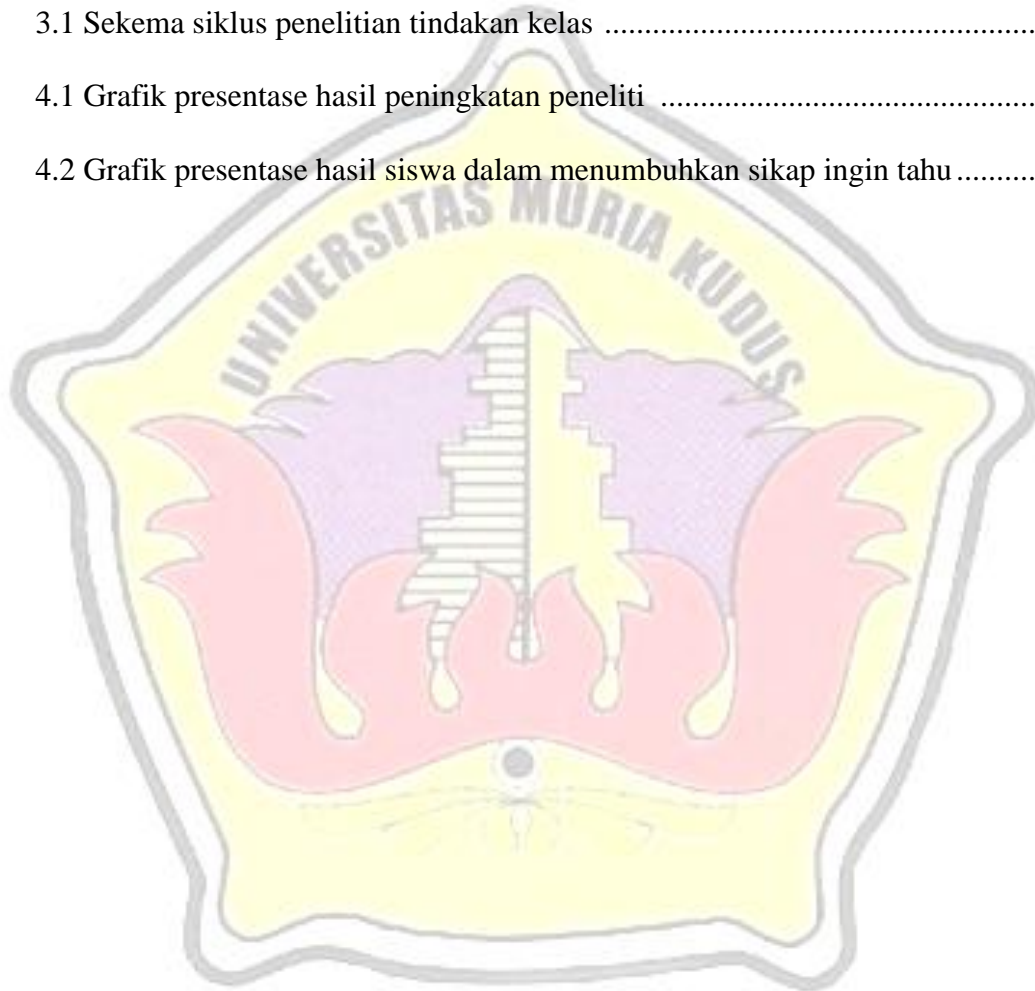 3.1 Sekema siklus penelitian tindakan kelas .....................................................
4.1 Grafik presentase hasil peningkatan peneliti ..............................................
4.2 Grafik presentase hasil siswa dalam menumbuhkan sikap ingin tahu ..........
UNIVERSITAS MURIA KUDUS